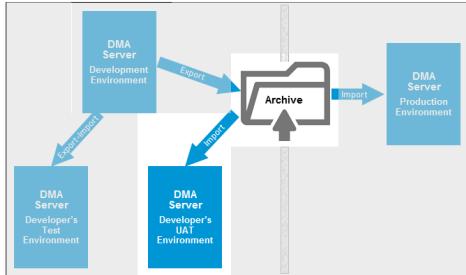 DMA
Server
Development
Environment
Export
Archive
Import
DMA
Server
Production
Environment
Export-Import
Import
DMA
Server
Developer's
Test
Environment
DMA
Server
Developer's
UAT
Environment